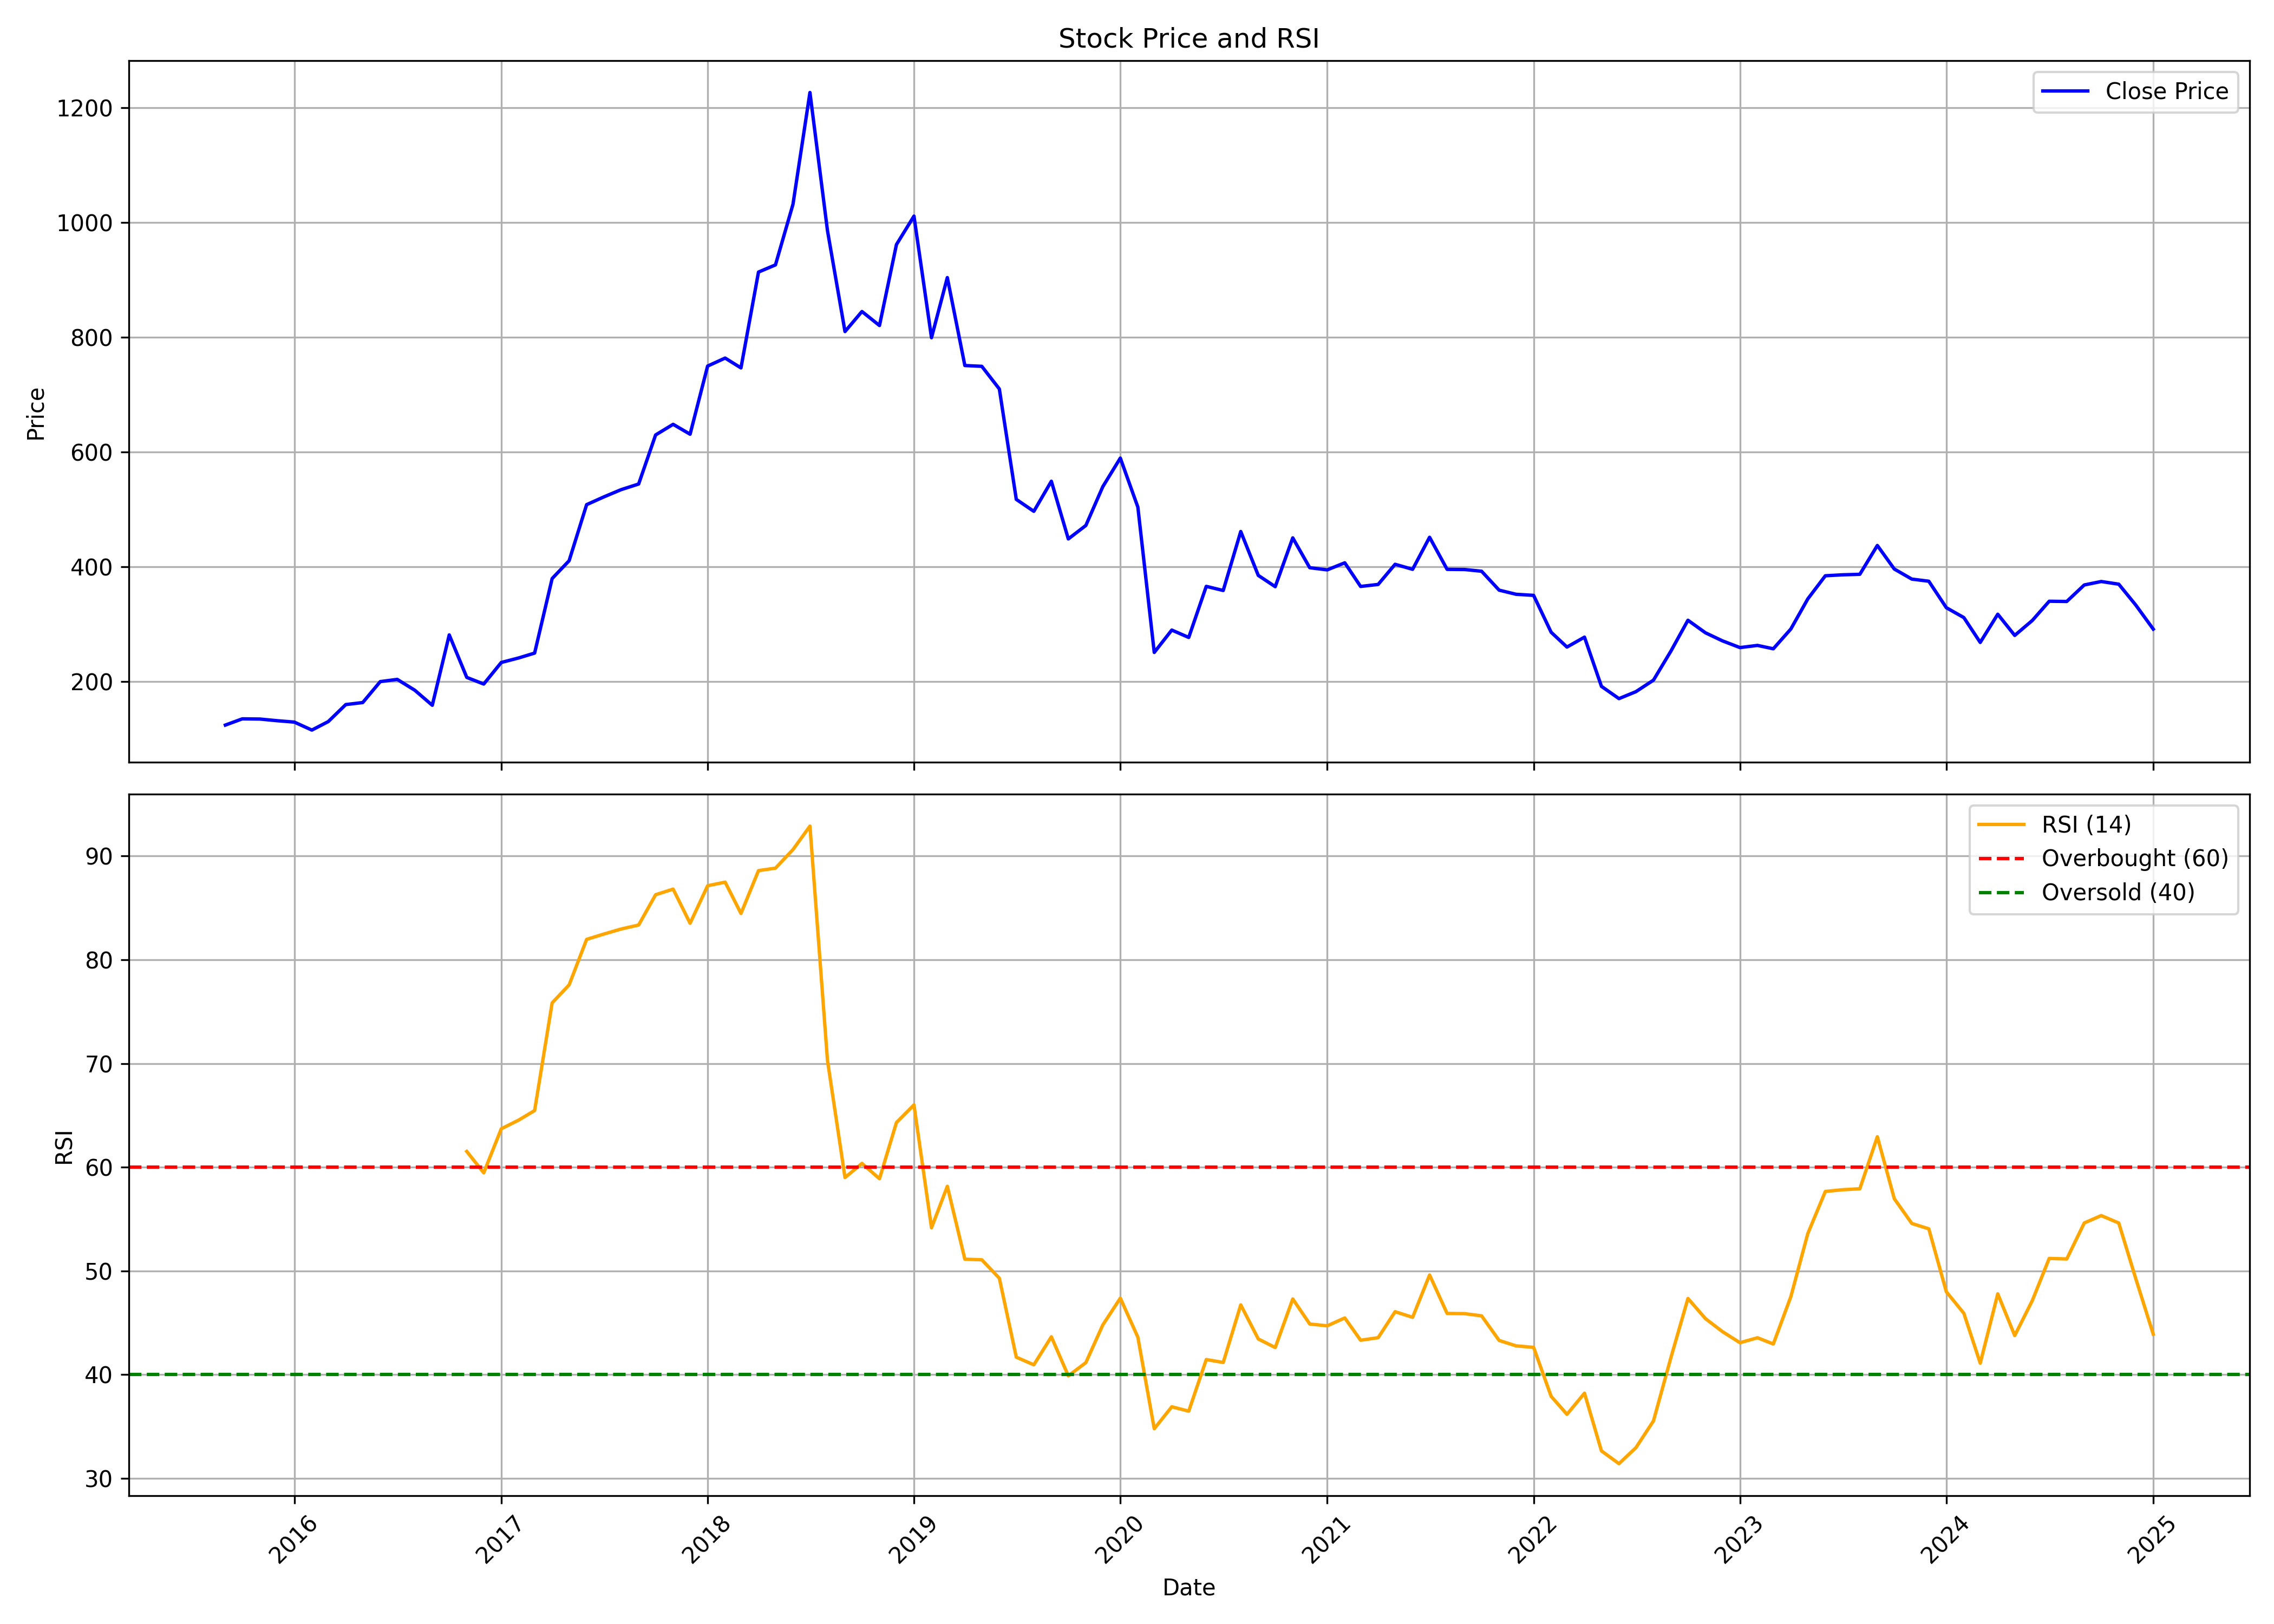 Stock Price and RSI
Close Price
1200
1000
800
600
400
200
Price
RSI (14)
Overbought (60)
Oversold (40)
90
80
70
60
50
40
30
RSI
2016
2017
2018
2019
2020
2021
2022
2023
2024
2025
Date